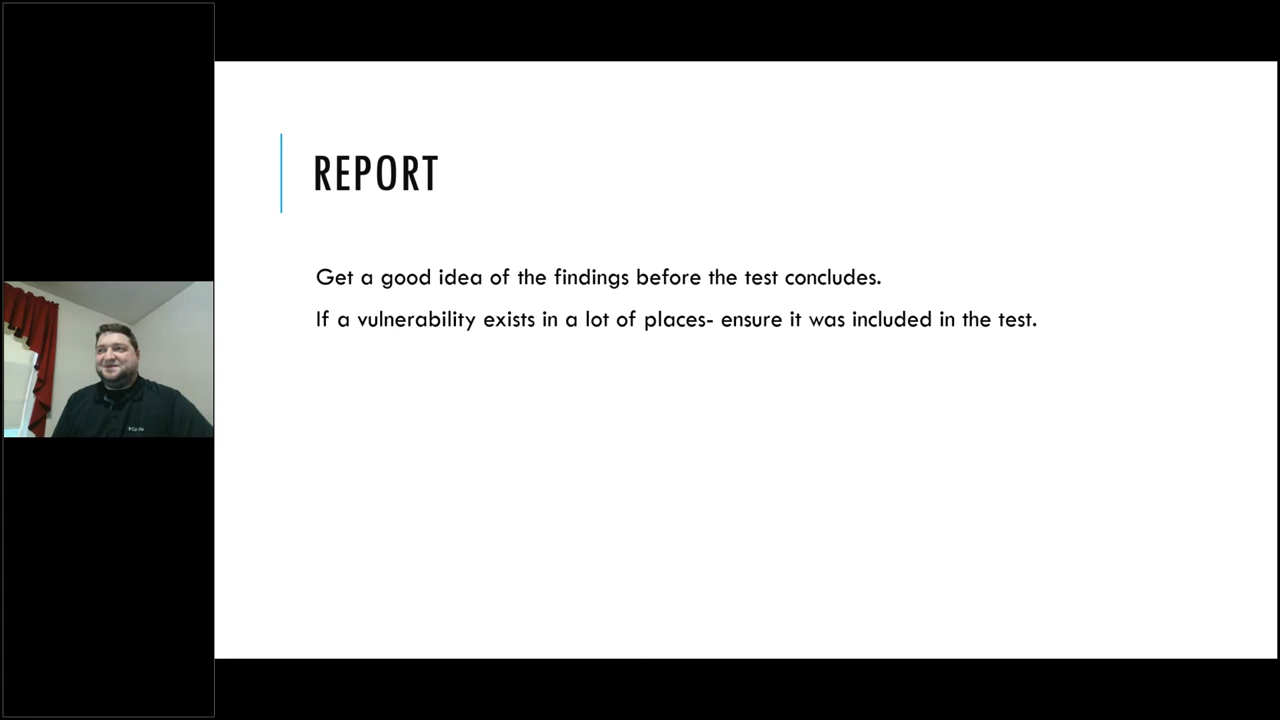 REPORT
Get a good idea of the findings before the test concludes.
If a vulnerability exists in a lot of places- ensure it was included in the test.